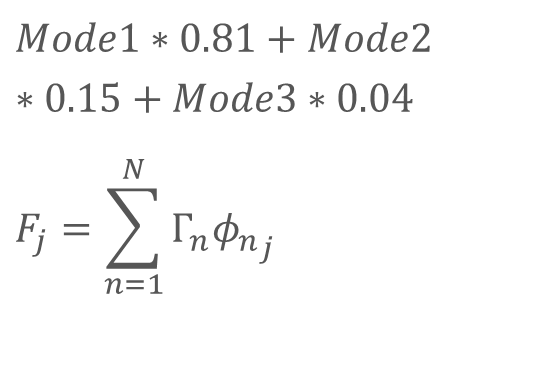 Mode1 * 0.81 + Mode2
* 0.15 + Mode3 * 0.04
N
F_j = ∑ Γ_n ϕ_{n_j}
n=1